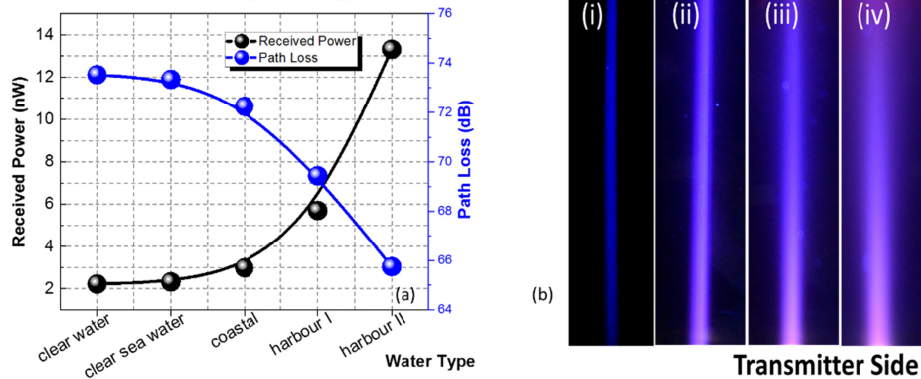 14
12
10
8
6
4
2
Received Power (nW)
Received Power
Path Loss
76
74
72
70
68
66
64
Path Loss (dB)
clear water
clear sea water
coastal
harbour I
harbour II
Water Type
(a)
(b)
(i)
(ii)
(iii)
(iv)
Transmitter Side